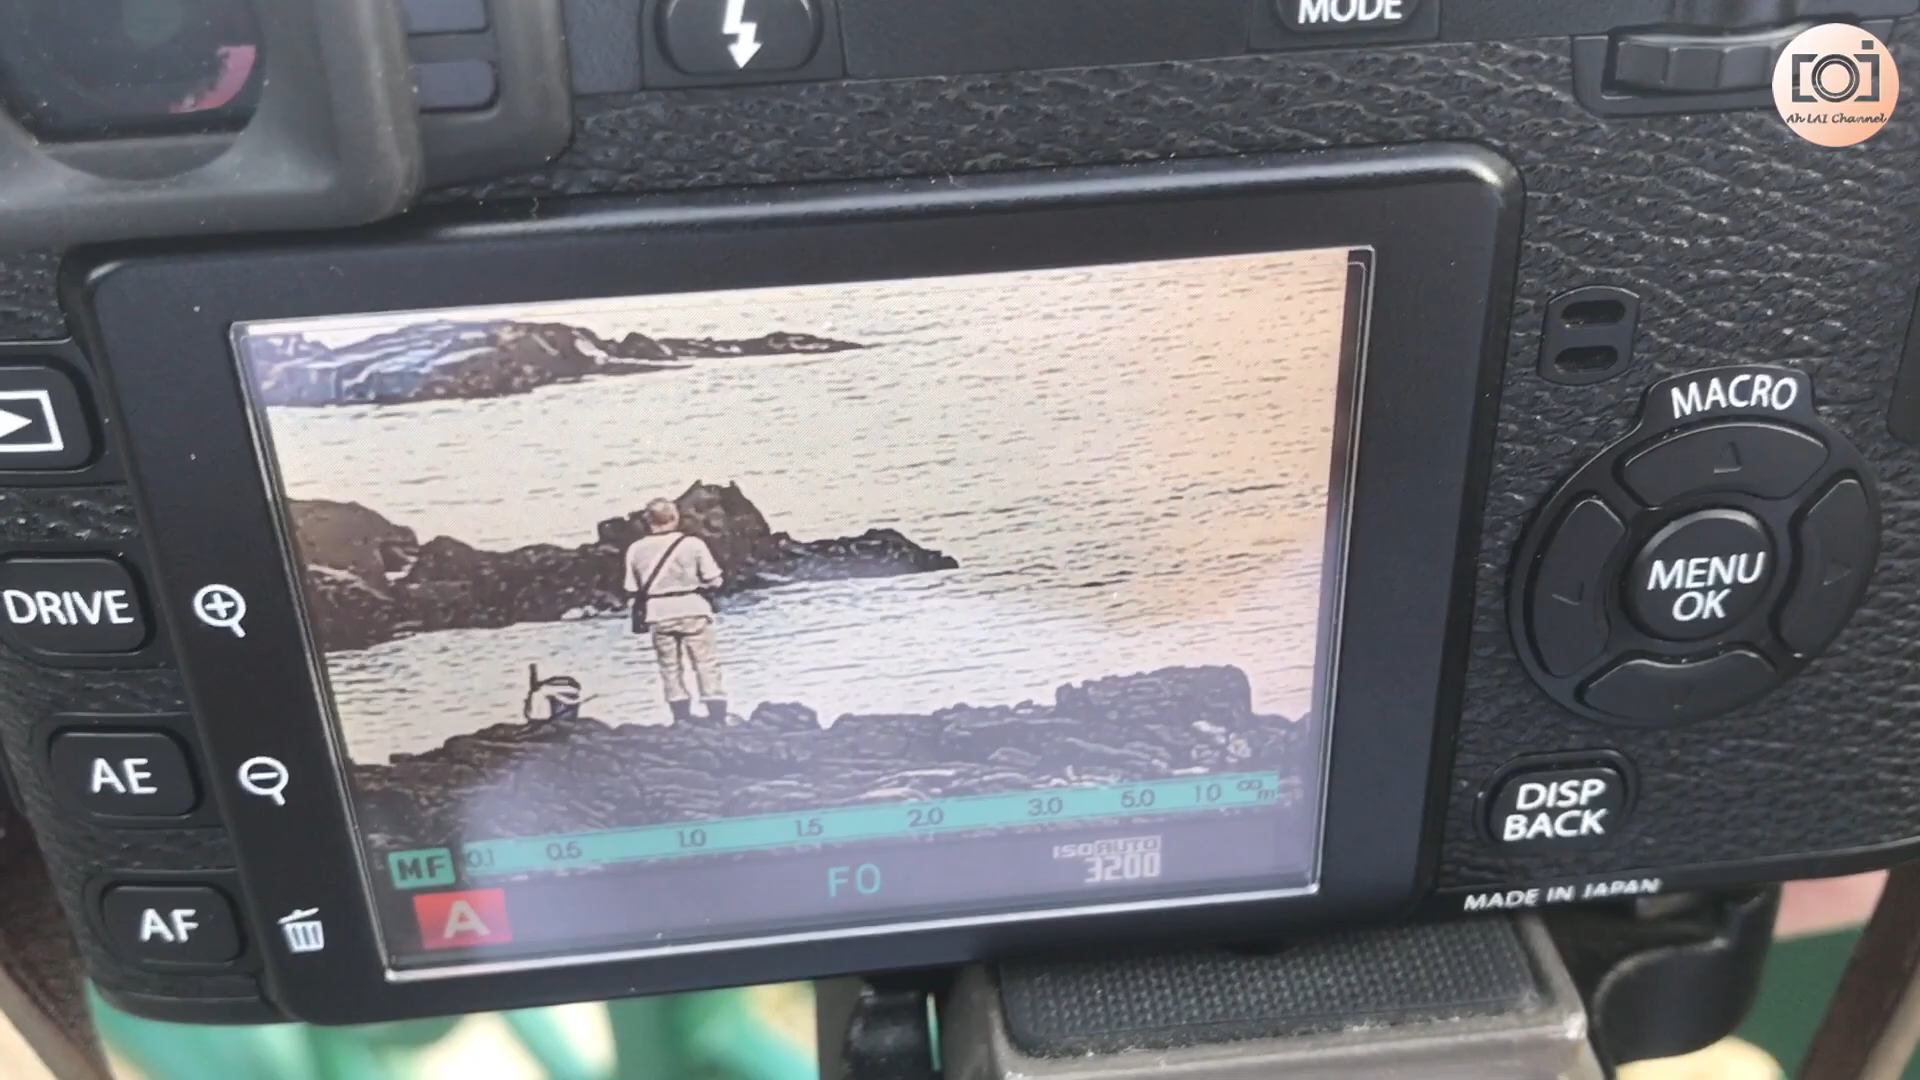 MODE
Ah LAI Channel
MACRO
MENU
OK
DRIVE
AE
AF
DISP
BACK
MADE IN JAPAN
MF 0.1 0.5 1.0 1.5 2.0 3.0 5.0 10 ∞ m
A F0 ISO AUTO
3200